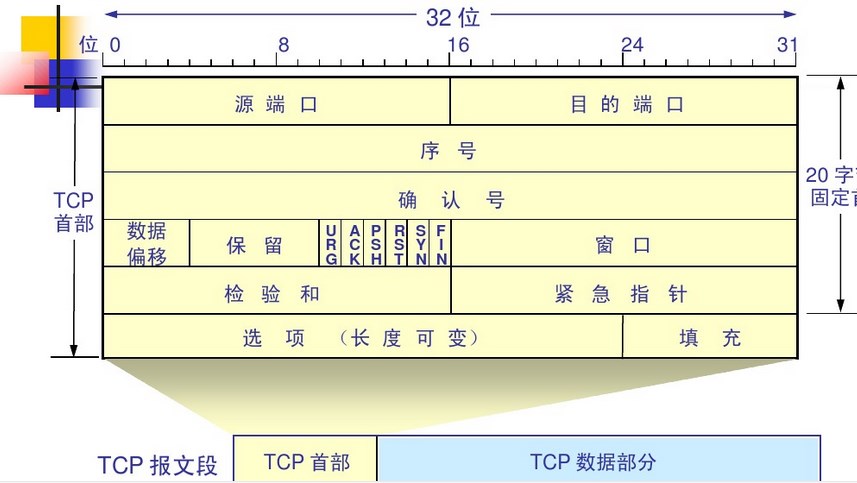 32 位
位 0 8 16 24 31
源 端 口 目 的 端 口
序 号
确 认 号
TCP
首部
20 字
固定
数据
偏移
保 留
URG
ACK
PSH
RST
SYN
FIN
窗 口
检 验 和 紧 急 指 针
选 项 （长 度 可 变） 填 充
TCP 报文段
TCP 首部
TCP 数据部分